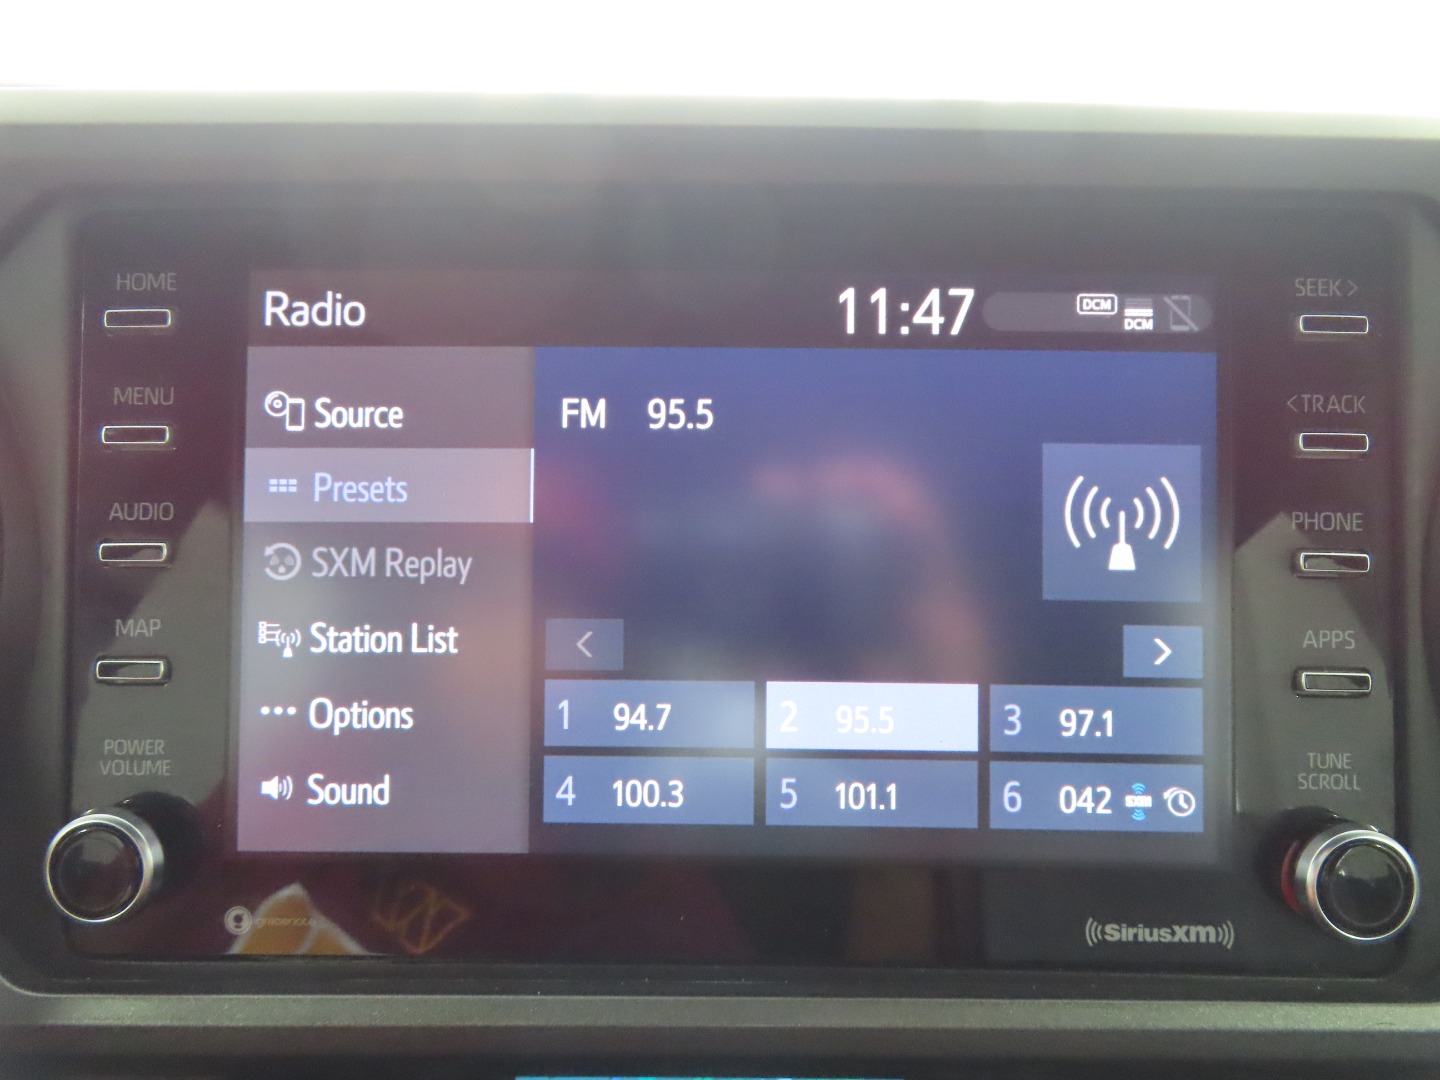 HOME
MENU
AUDIO
MAP
POWER
VOLUME
Radio
11:47
DCM
DCM
Source
Presets
SXM Replay
Station List
Options
Sound
FM 95.5
<
>
1 94.7
2 95.5
3 97.1
4 100.3
5 101.1
6 042 SXM
SEEK >
< TRACK
PHONE
APPS
TUNE
SCROLL
gracenote
((SiriusXM))